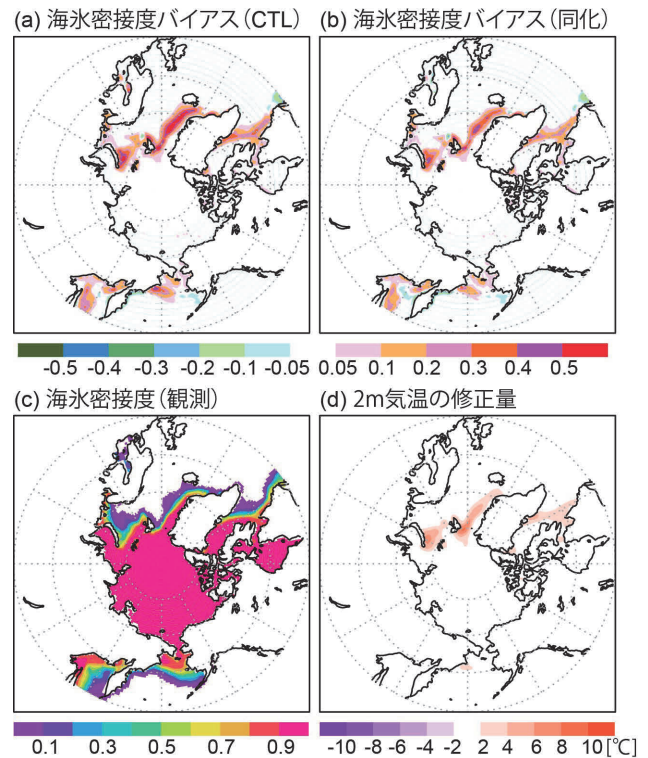 (a) 海氷密接度バイアス（CTL）
(b) 海氷密接度バイアス（同化）
-0.5 -0.4 -0.3 -0.2 -0.1 -0.05
0.05 0.1 0.2 0.3 0.4 0.5
(c) 海氷密接度（観測）
(d) 2m気温の修正量
0.1 0.3 0.5 0.7 0.9
-10 -8 -6 -4 -2 2 4 6 8 10[℃]